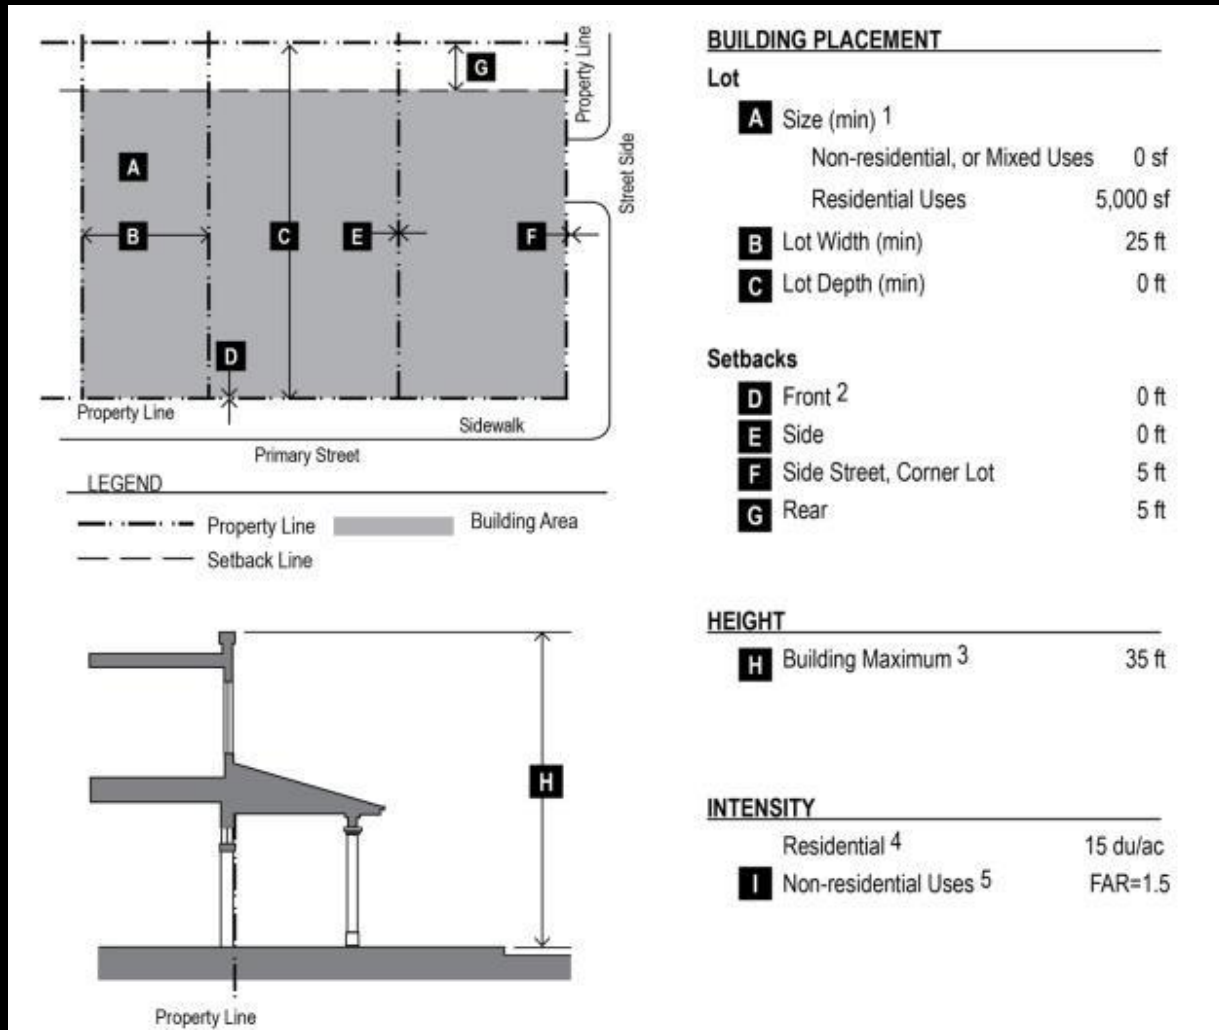 G
Property Line
A
Street Side
B
C
E
F
D
Property Line
Sidewalk
Primary Street
LEGEND
Property Line
Building Area
Setback Line
H
Property Line
BUILDING PLACEMENT
Lot
A Size (min) 1
Non-residential, or Mixed Uses 0 sf
Residential Uses 5,000 sf
B Lot Width (min) 25 ft
C Lot Depth (min) 0 ft
Setbacks
D Front 2 0 ft
E Side 0 ft
F Side Street, Corner Lot 5 ft
G Rear 5 ft
HEIGHT
H Building Maximum 3 35 ft
INTENSITY
Residential 4 15 du/ac
I Non-residential Uses 5 FAR=1.5